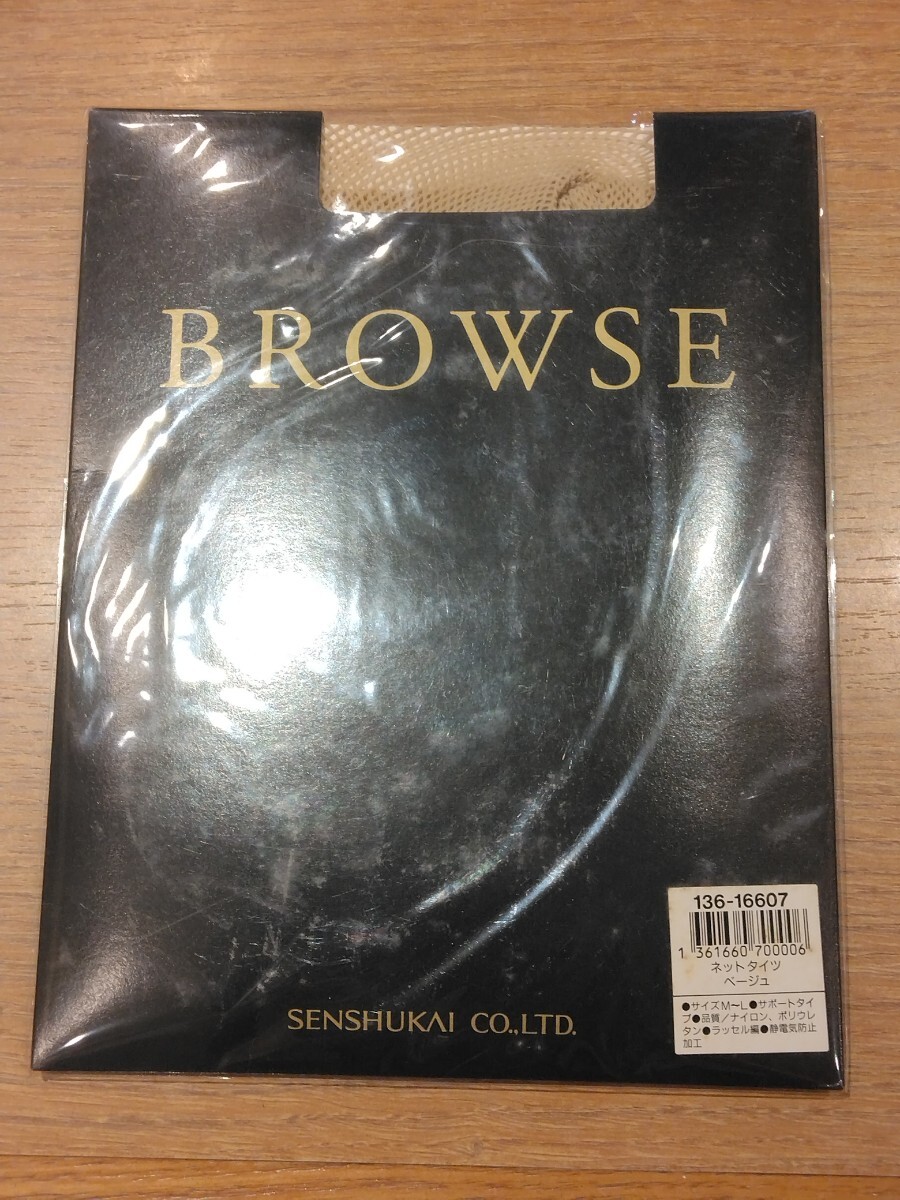 BROWSE
136-16607
1 361660 700006
ネットタイツ
ベージュ
●サイズM〜L●サポートタイ
プ●品質/ナイロン、ポリウレ
タン●ラッセル編●静電気防止
加工
SENSHUKAI CO.,LTD.